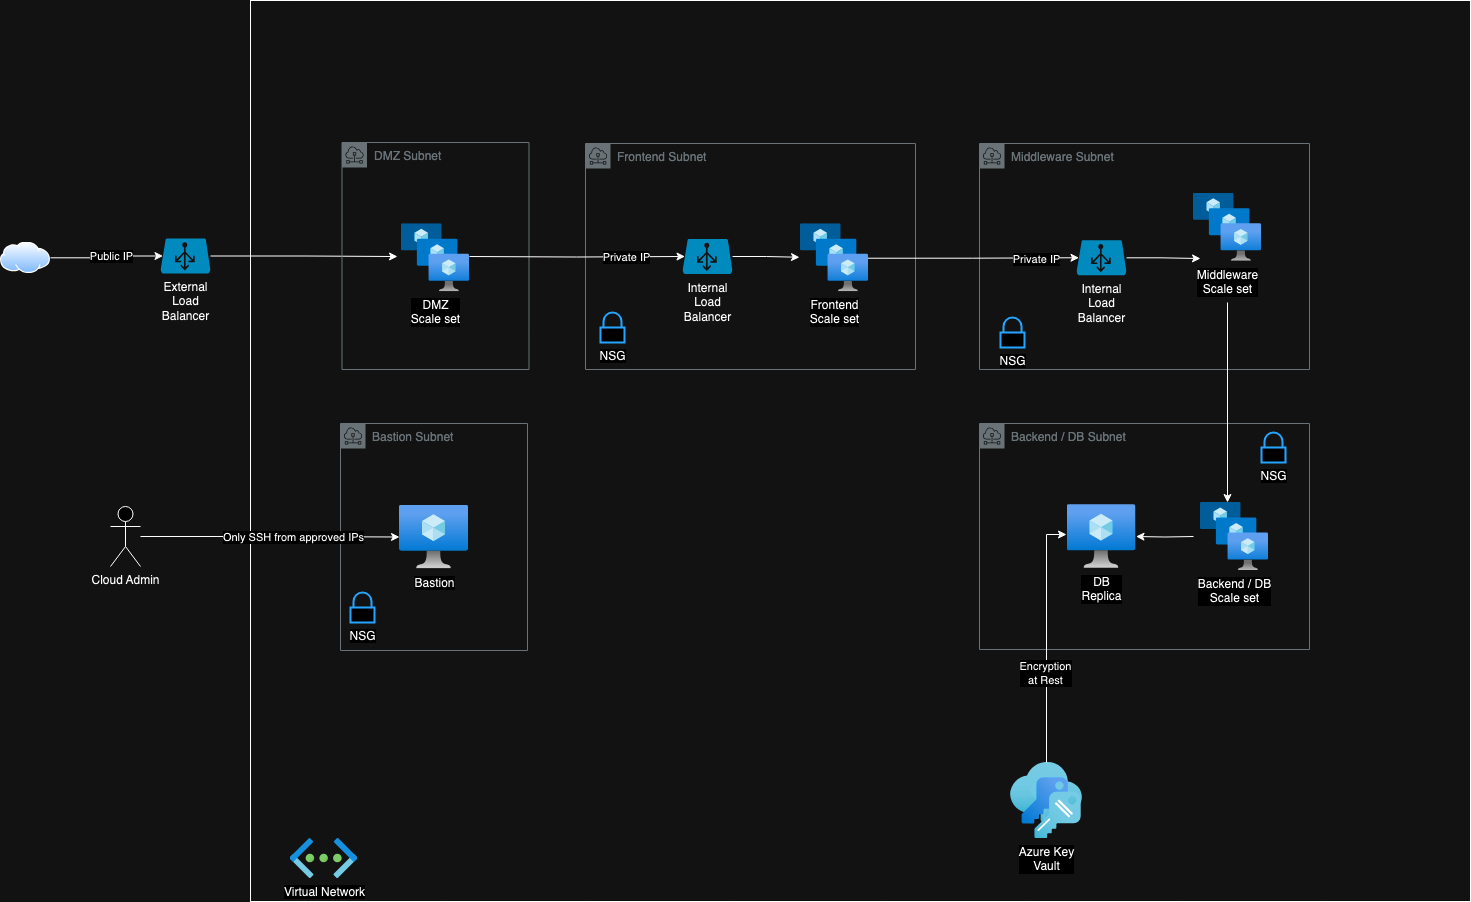 DMZ Subnet
Frontend Subnet
Middleware Subnet
Public IP
Private IP
Private IP
External
Load
Balancer
DMZ
Scale set
Internal
Load
Balancer
Frontend
Scale set
Internal
Load
Balancer
Middleware
Scale set
NSG
NSG
Bastion Subnet
Backend / DB Subnet
NSG
Only SSH from approved IPs
Cloud Admin
Bastion
DB
Replica
Backend / DB
Scale set
NSG
Encryption
at Rest
Azure Key
Vault
Virtual Network